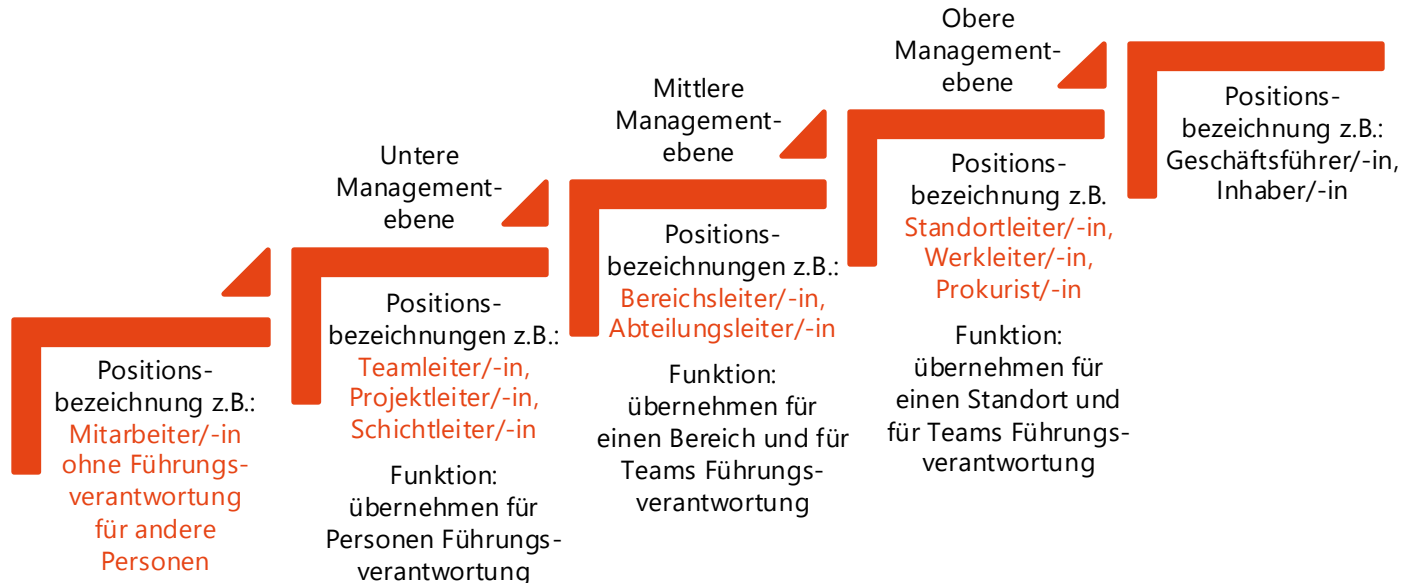 Positions-
bezeichnung z.B.:
Mitarbeiter/-in
ohne Führungs-
verantwortung
für andere
Personen
Untere
Management-
ebene
Positions-
bezeichnungen z.B.:
Teamleiter/-in,
Projektleiter/-in,
Schichtleiter/-in
Funktion:
übernehmen für
Personen Führungs-
verantwortung
Mittlere
Management-
ebene
Positions-
bezeichnungen z.B.:
Bereichsleiter/-in,
Abteilungsleiter/-in
Funktion:
übernehmen für
einen Bereich und für
Teams Führungs-
verantwortung
Obere
Management-
ebene
Positions-
bezeichnung z.B.
Standortleiter/-in,
Werkleiter/-in,
Prokurist/-in
Funktion:
übernehmen für
einen Standort und
für Teams Führungs-
verantwortung
Positions-
bezeichnung z.B.:
Geschäftsführer/-in,
Inhaber/-in